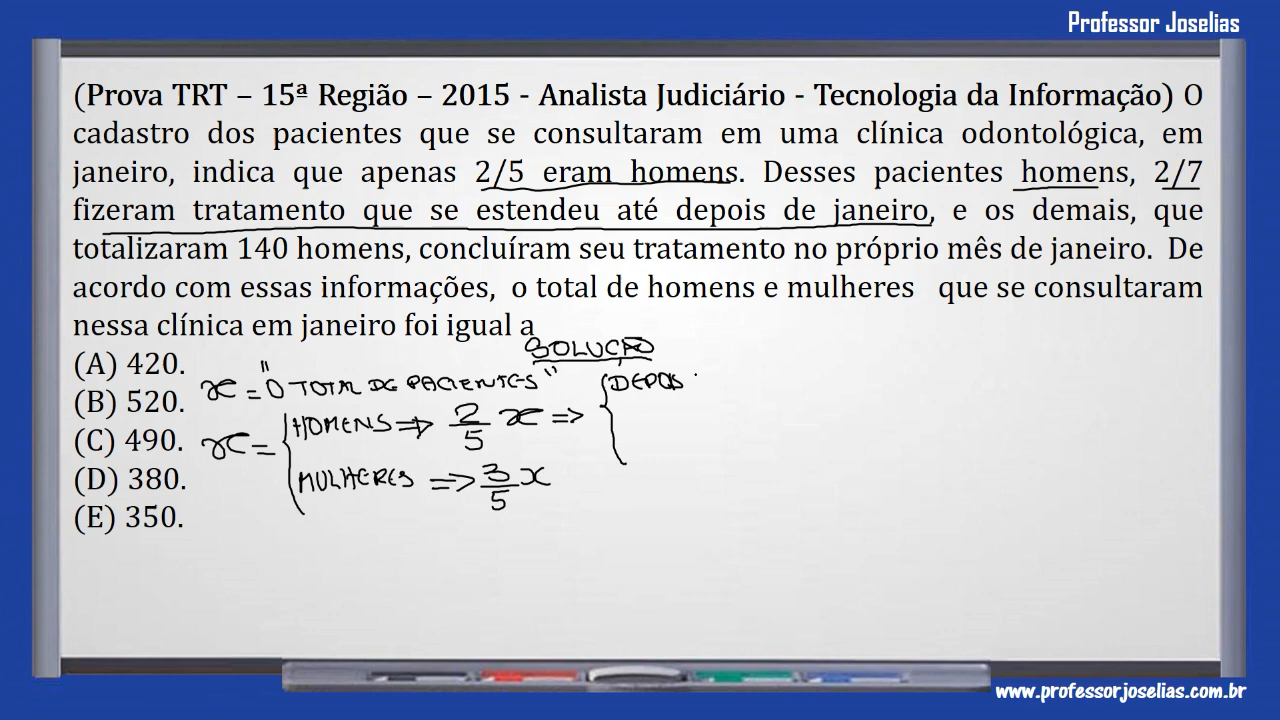 Professor Joselias
(Prova TRT – 15ª Região – 2015 - Analista Judiciário - Tecnologia da Informação) O
cadastro dos pacientes que se consultaram em uma clínica odontológica, em
janeiro, indica que apenas 2/5 eram homens. Desses pacientes homens, 2/7
fizeram tratamento que se estendeu até depois de janeiro, e os demais, que
totalizaram 140 homens, concluíram seu tratamento no próprio mês de janeiro. De
acordo com essas informações, o total de homens e mulheres que se consultaram
nessa clínica em janeiro foi igual a
SOLUÇÃO
(A) 420.
(B) 520.
(C) 490.
(D) 380.
(E) 350.
x = "O TOTAL DE PACIENTES"
x = { HOMENS => 2/5 x => { DEPOIS
MULHERES => 3/5 x
www.professorjoselias.com.br